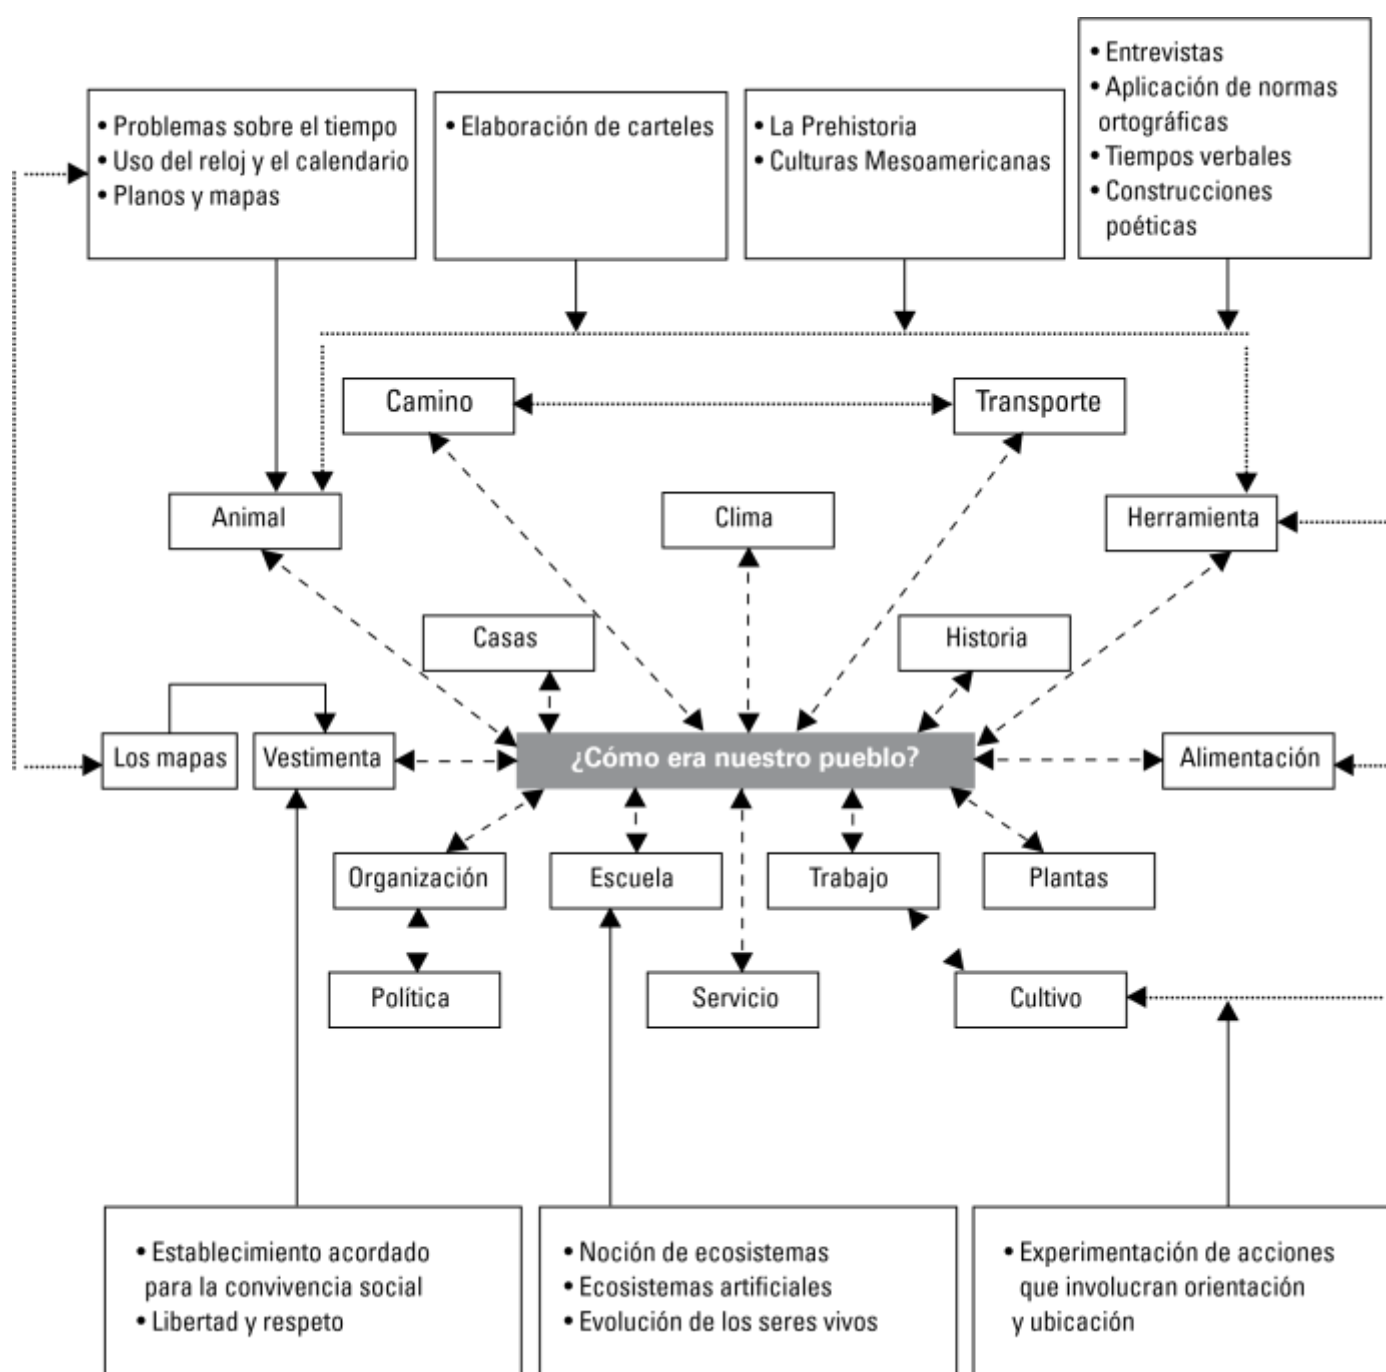 • Problemas sobre el tiempo
• Uso del reloj y el calendario
• Planos y mapas
• Elaboración de carteles
• La Prehistoria
• Culturas Mesoamericanas
• Entrevistas
• Aplicación de normas
ortográficas
• Tiempos verbales
• Construcciones
poéticas
Camino
Transporte
Animal
Clima
Herramienta
Casas
Historia
Los mapas
Vestimenta
¿Cómo era nuestro pueblo?
Alimentación
Organización
Escuela
Trabajo
Plantas
Política
Servicio
Cultivo
• Establecimiento acordado
para la convivencia social
• Libertad y respeto
• Noción de ecosistemas
• Ecosistemas artificiales
• Evolución de los seres vivos
• Experimentación de acciones
que involucran orientación
y ubicación